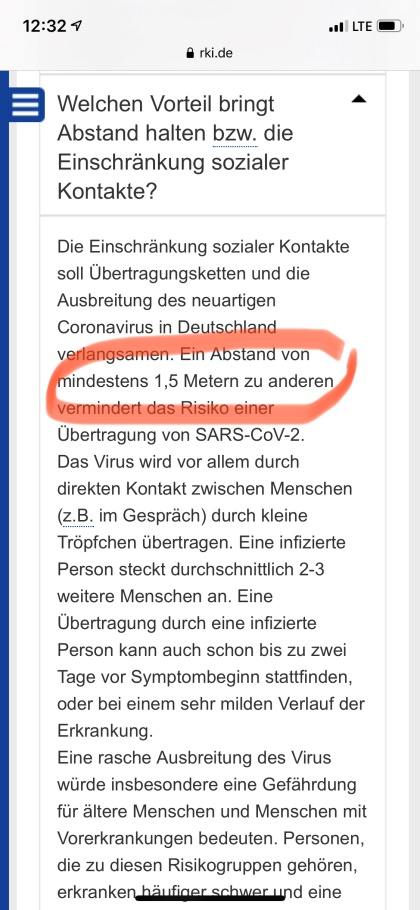 12:32 LTE
rki.de
Welchen Vorteil bringt
Abstand halten bzw. die
Einschränkung sozialer
Kontakte?
Die Einschränkung sozialer Kontakte
soll Übertragungsketten und die
Ausbreitung des neuartigen
Coronavirus in Deutschland
verlangsamen. Ein Abstand von
mindestens 1,5 Metern zu anderen
vermindert das Risiko einer
Übertragung von SARS-CoV-2.
Das Virus wird vor allem durch
direkten Kontakt zwischen Menschen
(z.B. im Gespräch) durch kleine
Tröpfchen übertragen. Eine infizierte
Person steckt durchschnittlich 2-3
weitere Menschen an. Eine
Übertragung durch eine infizierte
Person kann auch schon bis zu zwei
Tage vor Symptombeginn stattfinden,
oder bei einem sehr milden Verlauf der
Erkrankung.
Eine rasche Ausbreitung des Virus
würde insbesondere eine Gefährdung
für ältere Menschen und Menschen mit
Vorerkrankungen bedeuten. Personen,
die zu diesen Risikogruppen gehören,
erkranken häufiger schwer und eine